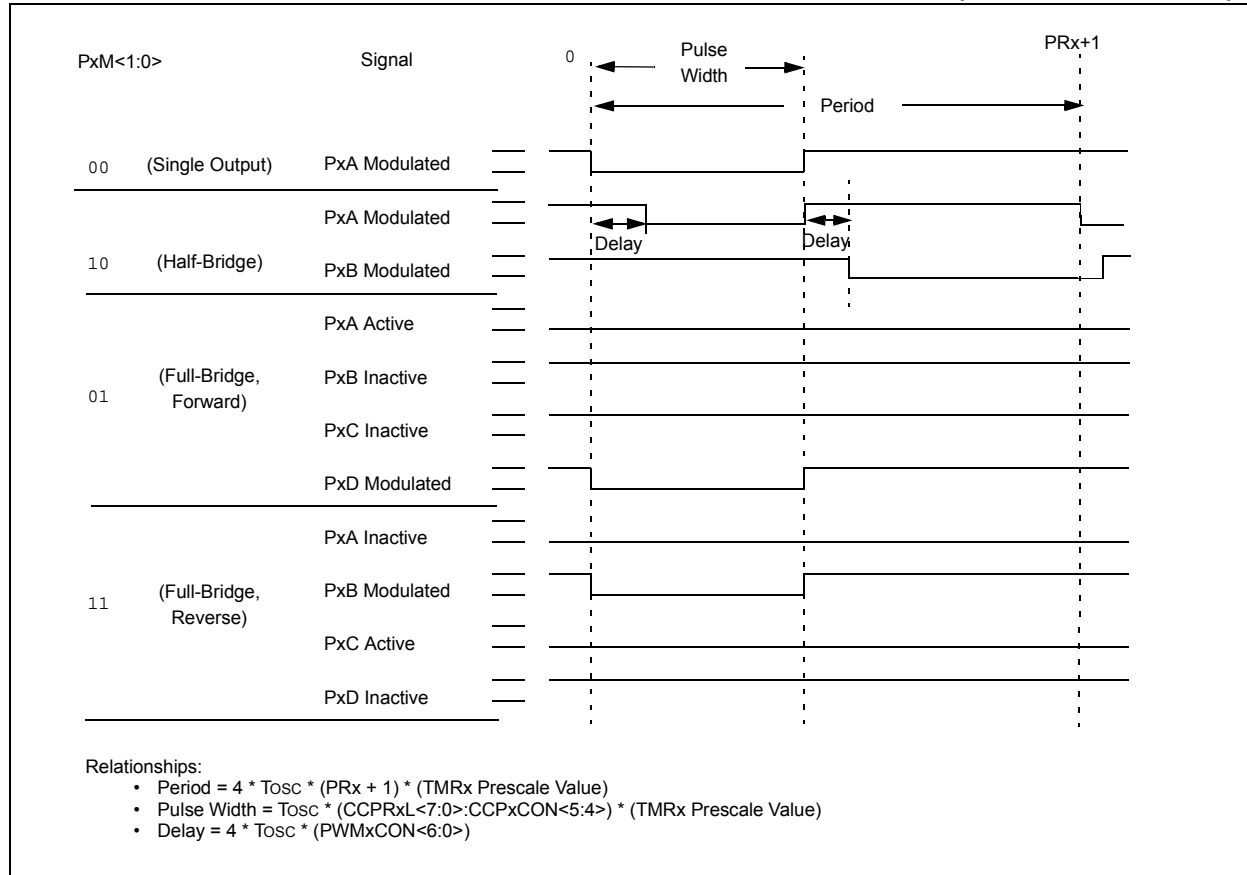 PxM<1:0> Signal 0 Pulse Width PRx+1
Period
00 (Single Output) PxA Modulated
PxA Modulated
Delay Delay
10 (Half-Bridge) PxB Modulated
PxA Active
01 (Full-Bridge, Forward) PxB Inactive
PxC Inactive
PxD Modulated
PxA Inactive
11 (Full-Bridge, Reverse) PxB Modulated
PxC Active
PxD Inactive
Relationships:
• Period = 4 * TOSC * (PRx + 1) * (TMRx Prescale Value)
• Pulse Width = TOSC * (CCPRxL<7:0>:CCPxCON<5:4>) * (TMRx Prescale Value)
• Delay = 4 * TOSC * (PWMxCON<6:0>)